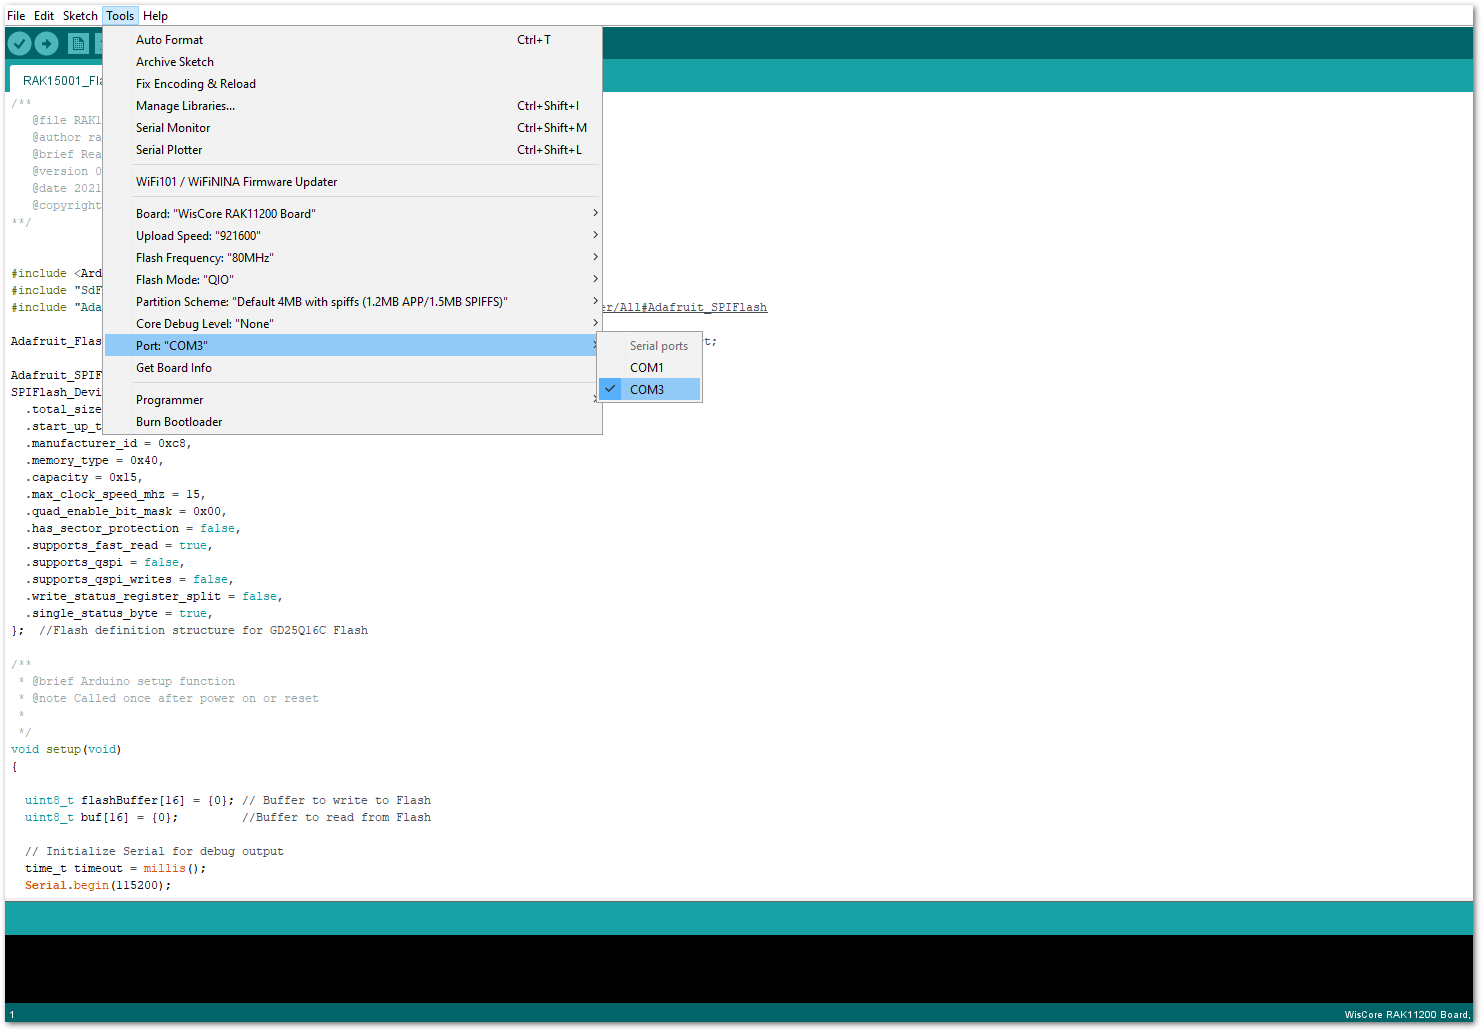 File Edit Sketch Tools Help
Auto Format Ctrl+T
Archive Sketch
Fix Encoding & Reload
Manage Libraries... Ctrl+Shift+I
Serial Monitor Ctrl+Shift+M
Serial Plotter Ctrl+Shift+L
WiFi101 / WiFiNINA Firmware Updater
Board: "WisCore RAK11200 Board"
Upload Speed: "921600"
Flash Frequency: "80MHz"
Flash Mode: "QIO"
Partition Scheme: "Default 4MB with spiffs (1.2MB APP/1.5MB SPIFFS)"
Core Debug Level: "None"
Port: "COM3"
Get Board Info
Programmer
Burn Bootloader
Serial ports
COM1
COM3
RAK15001_Fla
/**
@file RAK1
@author ra
@brief Rea
@version 0
@date 2021
@copyright
**/
#include <Ard
#include "SdF
#include "Ada er/All#Adafruit_SPIFlash
Adafruit_Flas t;
Adafruit_SPIF
SPIFlash_Devi
.total_size
.start_up_t
.manufacturer_id = 0xc8,
.memory_type = 0x40,
.capacity = 0x15,
.max_clock_speed_mhz = 15,
.quad_enable_bit_mask = 0x00,
.has_sector_protection = false,
.supports_fast_read = true,
.supports_qspi = false,
.supports_qspi_writes = false,
.write_status_register_split = false,
.single_status_byte = true,
}; //Flash definition structure for GD25Q16C Flash
/**
* @brief Arduino setup function
* @note Called once after power on or reset
*
*/
void setup(void)
{
uint8_t flashBuffer[16] = {0}; // Buffer to write to Flash
uint8_t buf[16] = {0}; //Buffer to read from Flash
// Initialize Serial for debug output
time_t timeout = millis();
Serial.begin(115200);
1 WisCore RAK11200 Board,